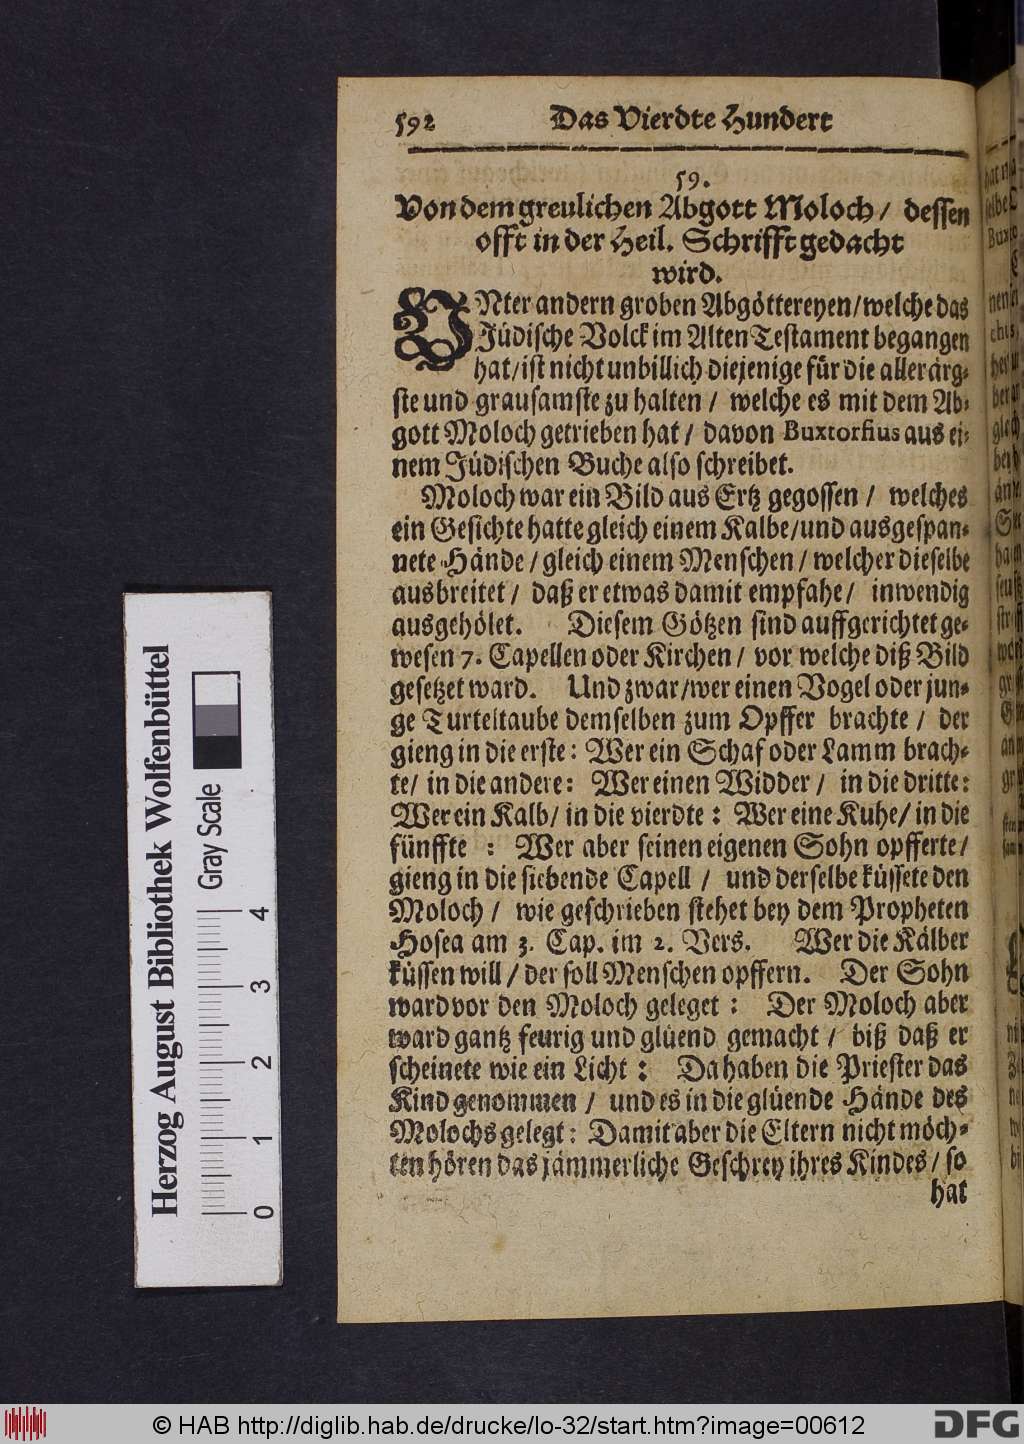 592 Das Vierdte Hundert
59.
Von dem greulichen Abgott Moloch / dessen
offt in der Heil. Schrifft gedacht
wird.
UNter andern groben Abgöttereyen / welche das
Jüdische Volck im Alten Testament begangen
hat / ist nicht unbillich diejenige für die allerärg-
ste und grausamste zu halten / welche es mit dem Ab-
gott Moloch getrieben hat / davon Buxtorfius aus ei-
nem Jüdischen Buche also schreibet.
Moloch war ein Bild aus Ertz gegossen / welches
ein Gesichte hatte gleich einem Kalbe / und ausgespan-
nete Hände / gleich einem Menschen / welcher dieselbe
ausbreitet / daß er etwas damit empfahe / inwendig
ausgehölet. Diesem Götzen sind auffgerichtet ge-
wesen 7. Capellen oder Kirchen / vor welche diß Bild
gesetzet ward. Und zwar / wer einen Vogel oder jun-
ge Turteltaube demselben zum Opffer brachte / der
gieng in die erste: Wer ein Schaf oder Lamm brach-
te / in die andere: Wer einen Widder / in die dritte:
Wer ein Kalb / in die vierdte: Wer eine Kuhe / in die
fünffte : Wer aber seinen eigenen Sohn opfferte /
gieng in die siebende Capell / und derselbe küssete den
Moloch / wie geschrieben stehet bey dem Propheten
Hosea am 3. Cap. im 2. Vers. Wer die Kälber
küssen will / der soll Menschen opffern. Der Sohn
ward vor den Moloch geleget : Der Moloch aber
ward gantz feurig und glüend gemacht / biß daß er
scheinete wie ein Licht : Da haben die Priester das
Kind genommen / und es in die glüende Hände des
Molochs gelegt: Damit aber die Eltern nicht möch-
ten hören das jämmerliche Geschrey ihres Kindes / so
hat
Herzog August Bibliothek Wolfenbüttel
Gray Scale
0 1 2 3 4
© HAB http://diglib.hab.de/drucke/lo-32/start.htm?image=00612
DFG